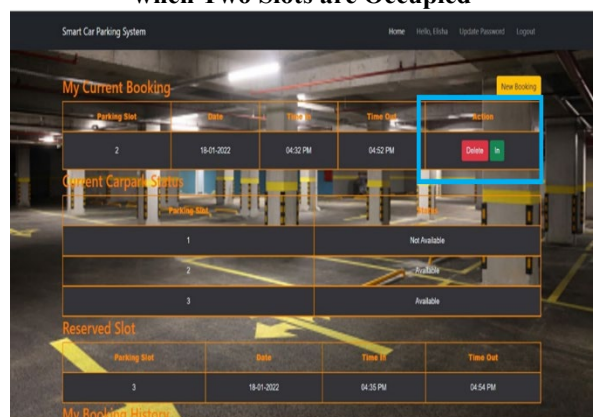 when Two Slots are Occupied
Smart Car Parking System Home Hello, Elisha Update Password Logout
My Current Booking New Booking
Parking Slot Date Time In Time Out Action
2 18-01-2022 04:32 PM 04:52 PM Delete In
Current Carpark Status
Parking Slot
1 Not Available
2 Available
3 Available
Reserved Slot
Parking Slot Date Time In Time Out
3 18-01-2022 04:35 PM 04:54 PM
My Booking History